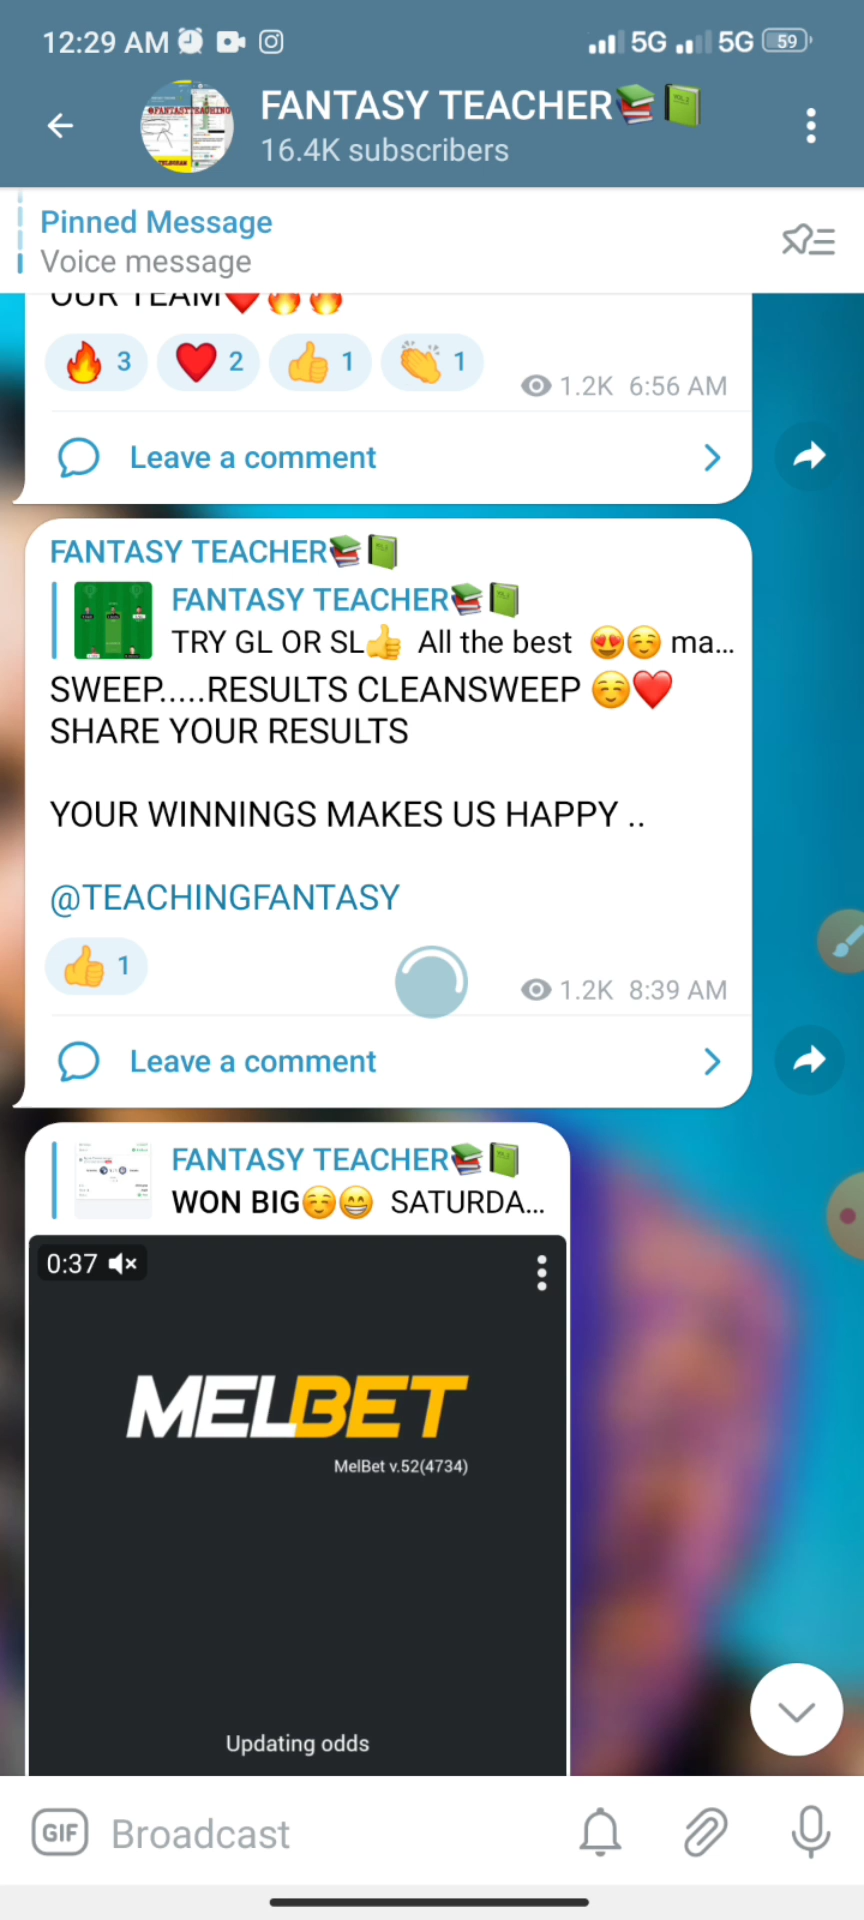 12:29 AM 5G 5G 59
FANTASY TEACHER📚📗
16.4K subscribers
Pinned Message
Voice message
OUR TEAM❤️🔥🔥
🔥 3 ❤️ 2 👍 1 👏 1 1.2K 6:56 AM
Leave a comment
FANTASY TEACHER📚📗
FANTASY TEACHER📚📗
TRY GL OR SL👍 All the best 😍☺️ ma...
SWEEP.....RESULTS CLEANSWEEP ☺️❤️
SHARE YOUR RESULTS
YOUR WINNINGS MAKES US HAPPY ..
@TEACHINGFANTASY
👍 1 1.2K 8:39 AM
Leave a comment
FANTASY TEACHER📚📗
WON BIG☺️😁 SATURDA...
0:37
MELBET
MelBet v.52(4734)
Updating odds
GIF Broadcast